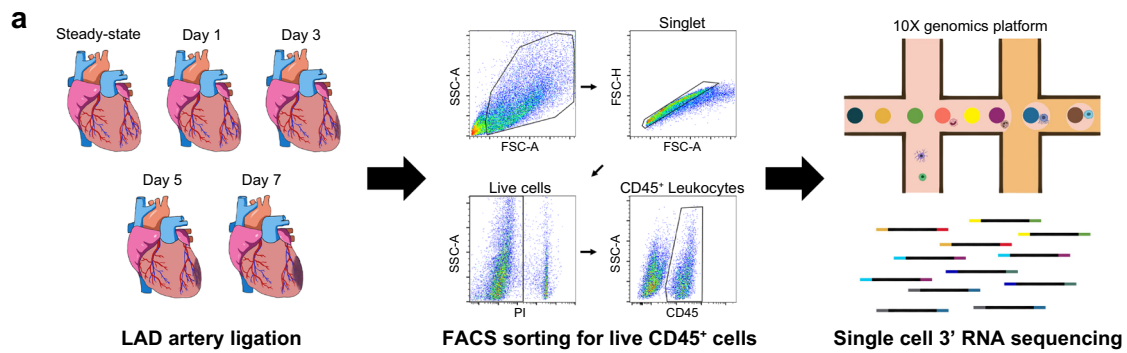 a
Steady-state
Day 1
Day 3
Day 5
Day 7
LAD artery ligation
SSC-A
FSC-A
Singlet
FSC-H
FSC-A
Live cells
SSC-A
PI
CD45⁺ Leukocytes
SSC-A
CD45
FACS sorting for live CD45⁺ cells
10X genomics platform
Single cell 3' RNA sequencing